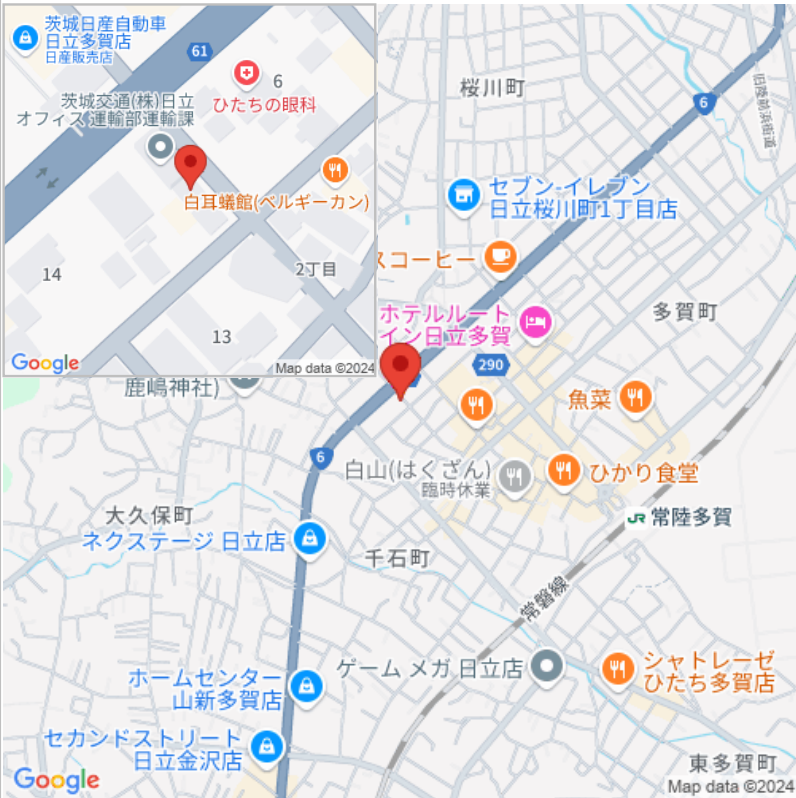 茨城日産自動車
日立多賀店
日産販売店
61
6
ひたちの眼科
茨城交通(株)日立
オフィス 運輸部運輸課
白耳蟻館(ベルギーカン)
14
2丁目
13
Google
Map data ©2024
桜川町
6
旧陸前浜街道
セブン-イレブン
日立桜川町1丁目店
スコーヒー
多賀町
ホテルルート
イン日立多賀
290
鹿嶋神社)
魚菜
6
白山(はくざん)
臨時休業
ひかり食堂
大久保町
JR 常陸多賀
ネクステージ 日立店
千石町
常磐線
ゲーム メガ 日立店
シャトレーゼ
ひたち多賀店
ホームセンター
山新多賀店
セカンドストリート
日立金沢店
東多賀町
Google
Map data ©2024